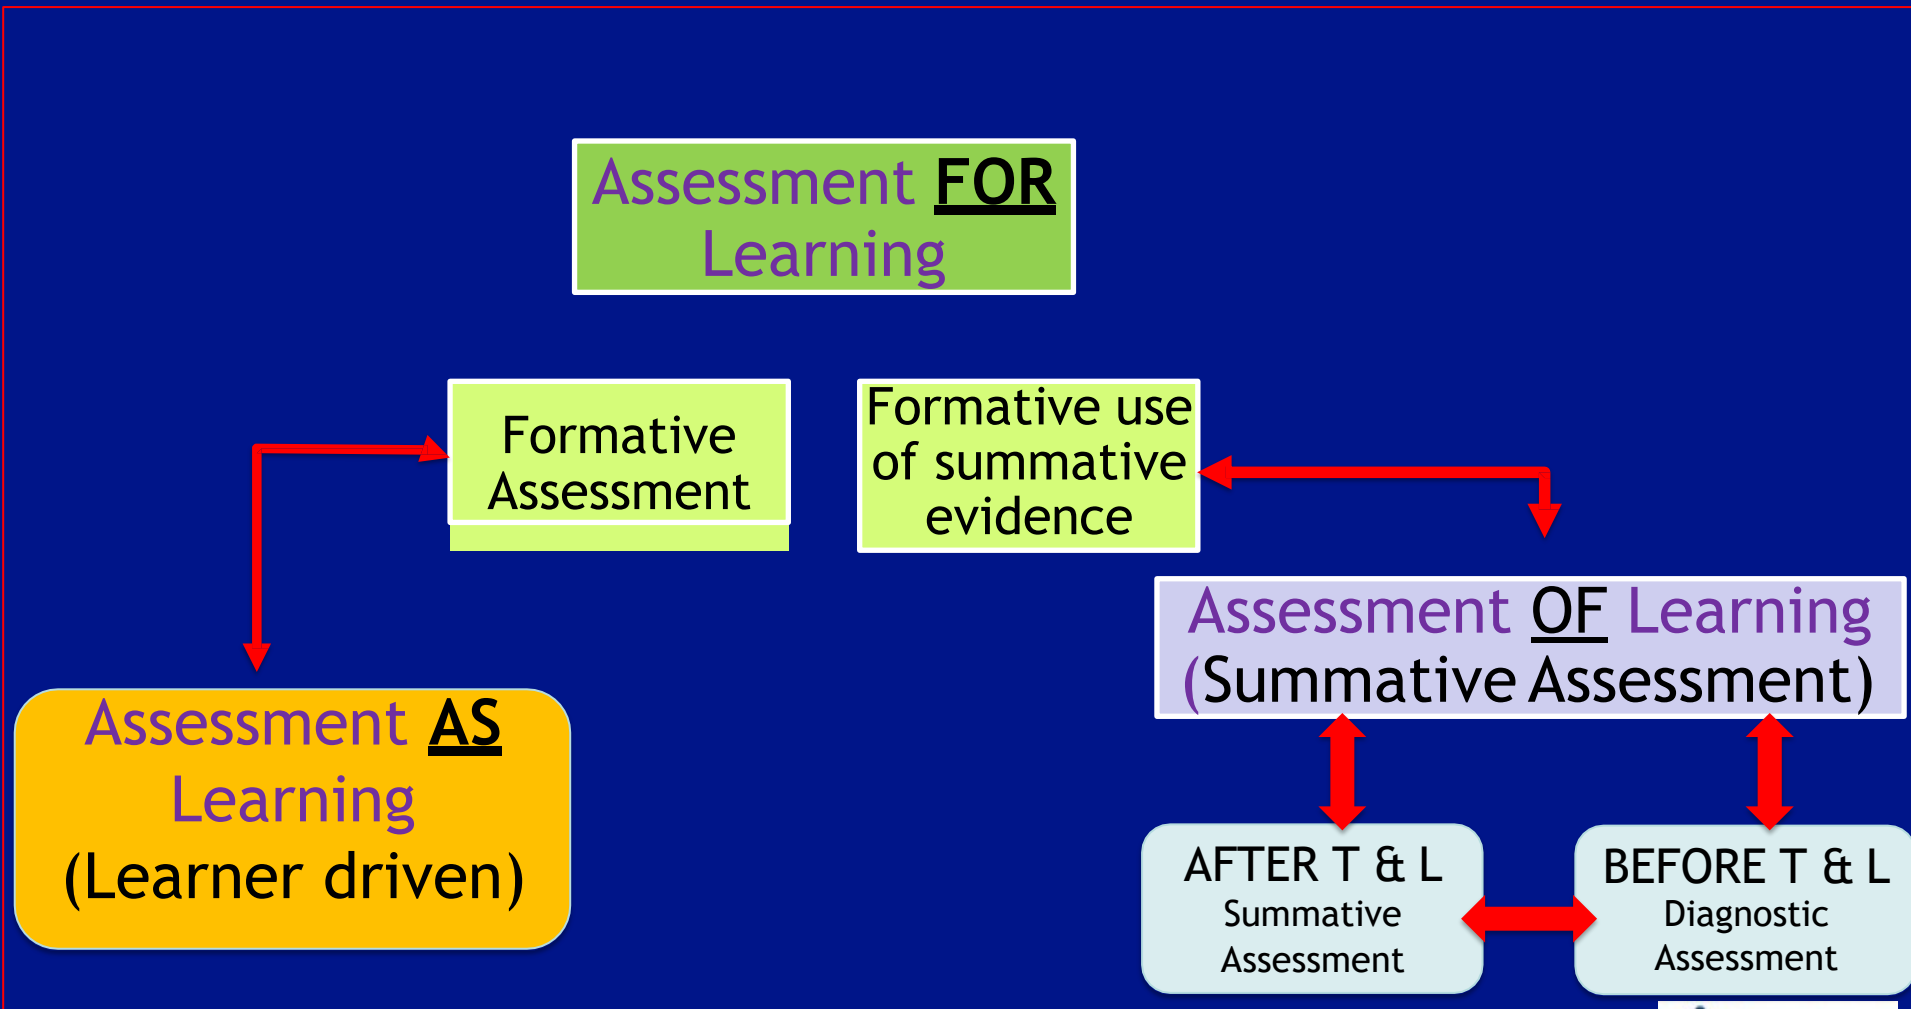 Assessment FOR
Learning
Formative
Assessment
Formative use
of summative
evidence
Assessment OF Learning
(Summative Assessment)
Assessment AS
Learning
(Learner driven)
AFTER T & L
Summative
Assessment
BEFORE T & L
Diagnostic
Assessment